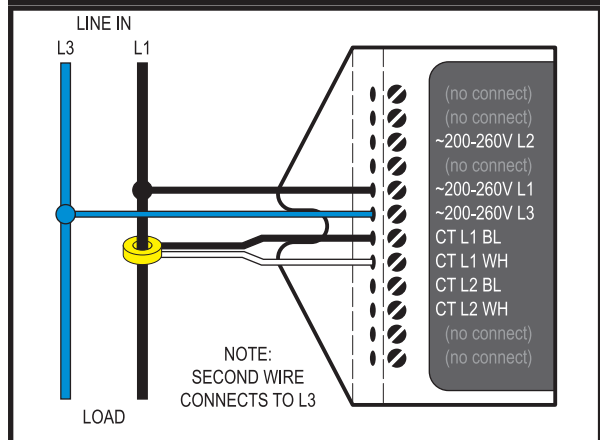 LINE IN
L3 L1
(no connect)
(no connect)
~200-260V L2
(no connect)
~200-260V L1
~200-260V L3
CT L1 BL
CT L1 WH
CT L2 BL
CT L2 WH
(no connect)
(no connect)
NOTE:
SECOND WIRE
CONNECTS TO L3
LOAD